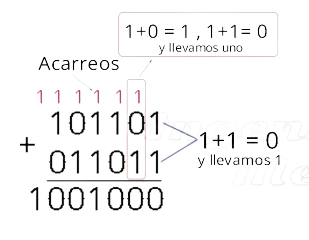 1+0 = 1 , 1+1= 0
y llevamos uno
Acarreos
1 1 1 1 1 1
101101
+
011011
1001000
1+1 = 0
y llevamos 1